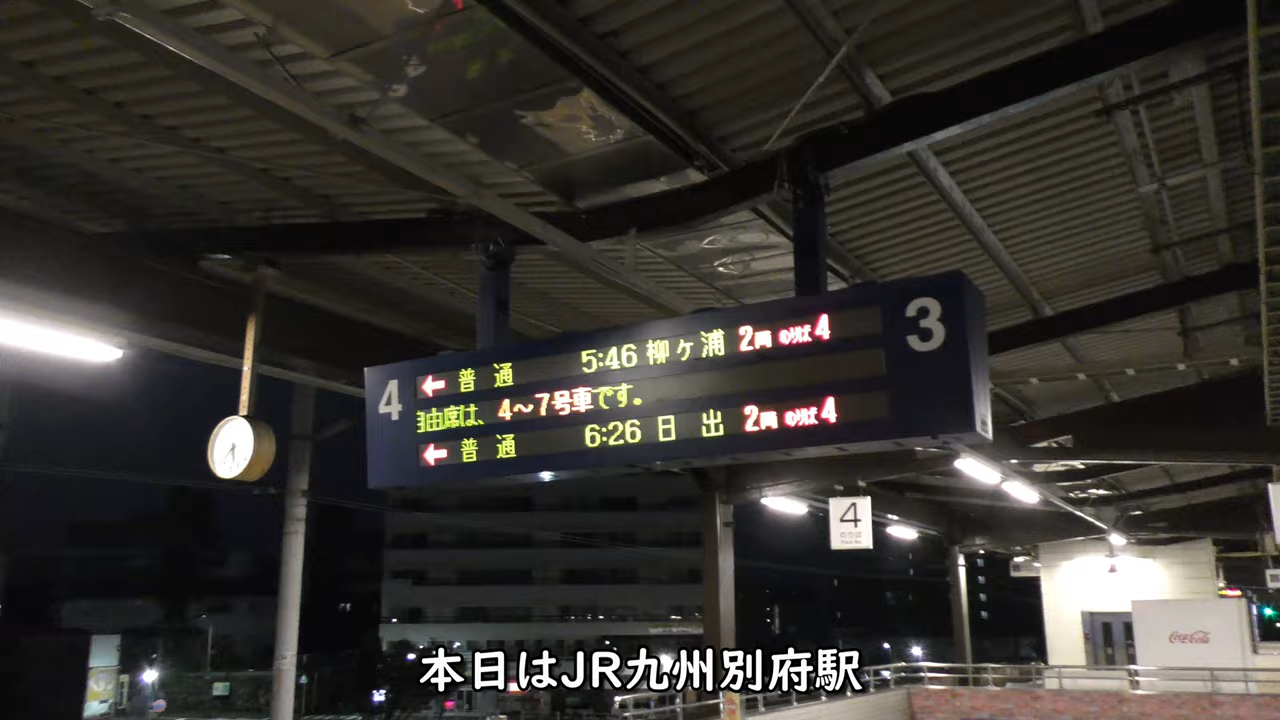 4
← 普通 5:46 柳ヶ浦 2両 のりば4
自由席は、4～7号車です。
← 普通 6:26 日出 2両 のりば4
3
4
のりば
Coca-Cola
本日はJR九州別府駅